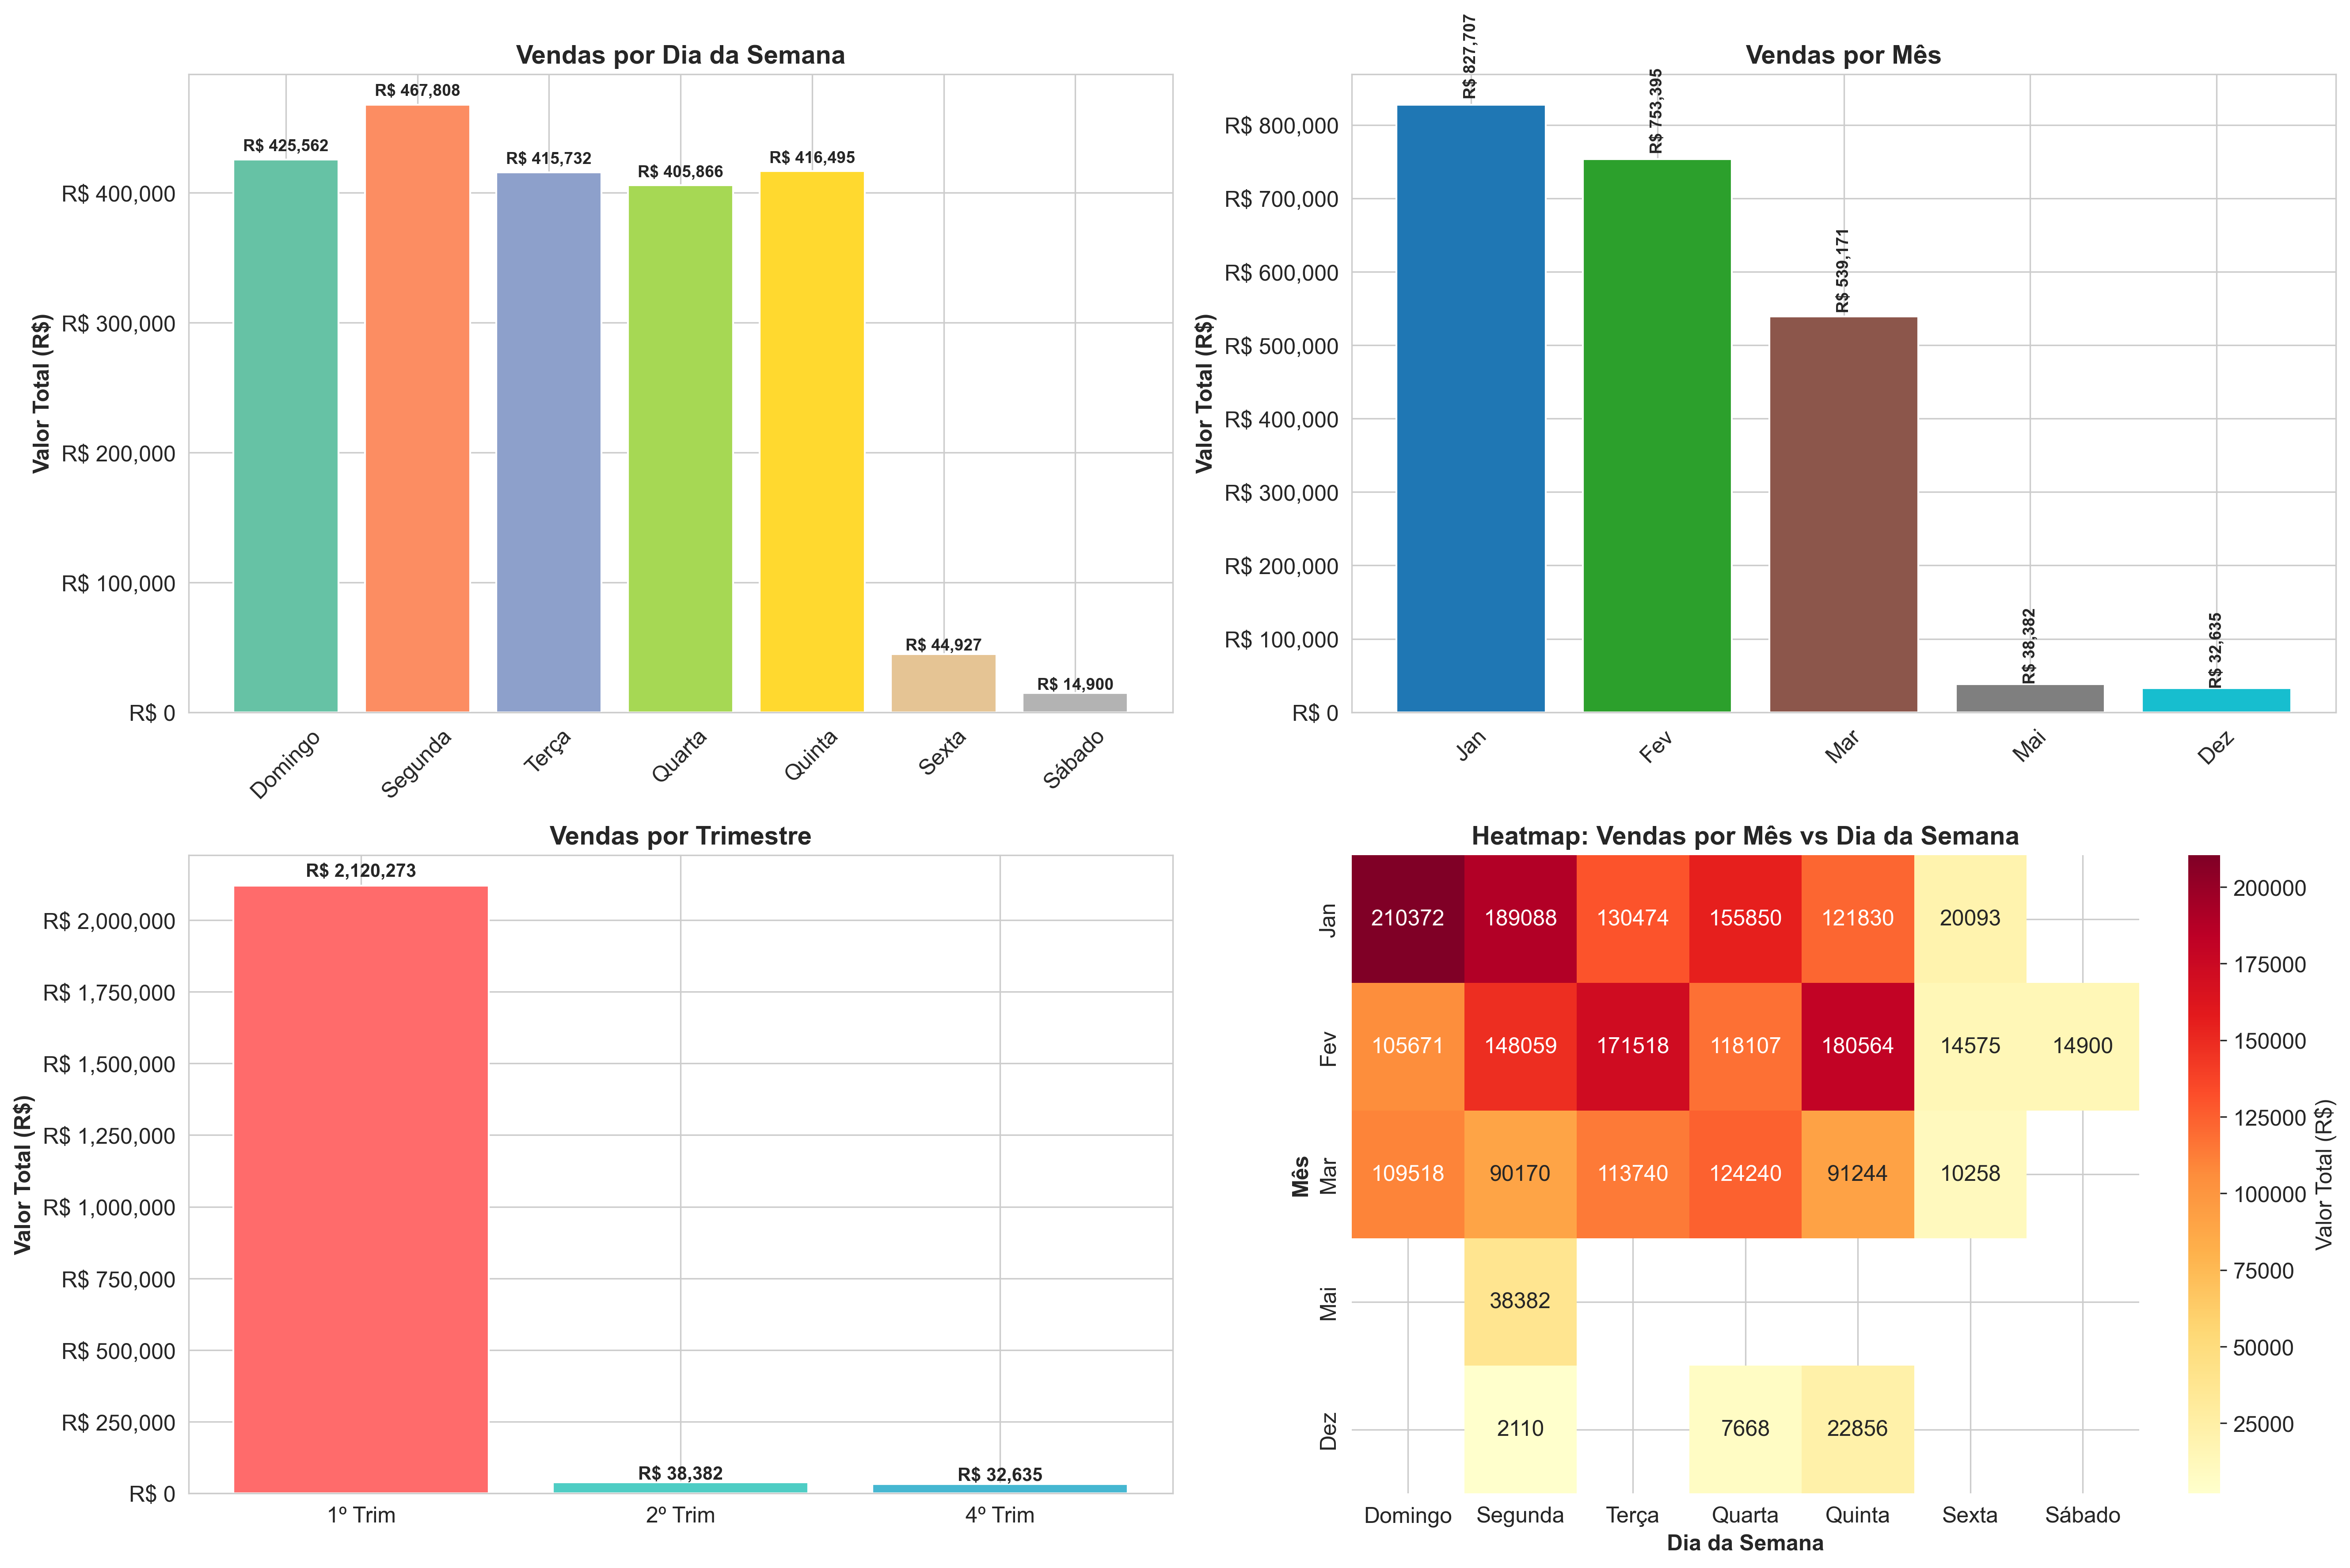 Vendas por Dia da Semana
Valor Total (R$)
R$ 400,000
R$ 300,000
R$ 200,000
R$ 100,000
R$ 0
R$ 425,562
R$ 467,808
R$ 415,732
R$ 405,866
R$ 416,495
R$ 44,927
R$ 14,900
Domingo
Segunda
Terça
Quarta
Quinta
Sexta
Sábado
Vendas por Mês
Valor Total (R$)
R$ 800,000
R$ 700,000
R$ 600,000
R$ 500,000
R$ 400,000
R$ 300,000
R$ 200,000
R$ 100,000
R$ 0
R$ 827,707
R$ 753,395
R$ 539,171
R$ 38,382
R$ 32,635
Jan
Fev
Mar
Mai
Dez
Vendas por Trimestre
Valor Total (R$)
R$ 2,000,000
R$ 1,750,000
R$ 1,500,000
R$ 1,250,000
R$ 1,000,000
R$ 750,000
R$ 500,000
R$ 250,000
R$ 0
R$ 2,120,273
R$ 38,382
R$ 32,635
1º Trim
2º Trim
4º Trim
Heatmap: Vendas por Mês vs Dia da Semana
Mês
Jan
210372 189088 130474 155850 121830 20093
Fev
105671 148059 171518 118107 180564 14575 14900
Mar
109518 90170 113740 124240 91244 10258
Mai
38382
Dez
2110 7668 22856
Domingo Segunda Terça Quarta Quinta Sexta Sábado
Dia da Semana
200000
175000
150000
125000
100000
75000
50000
25000
Valor Total (R$)